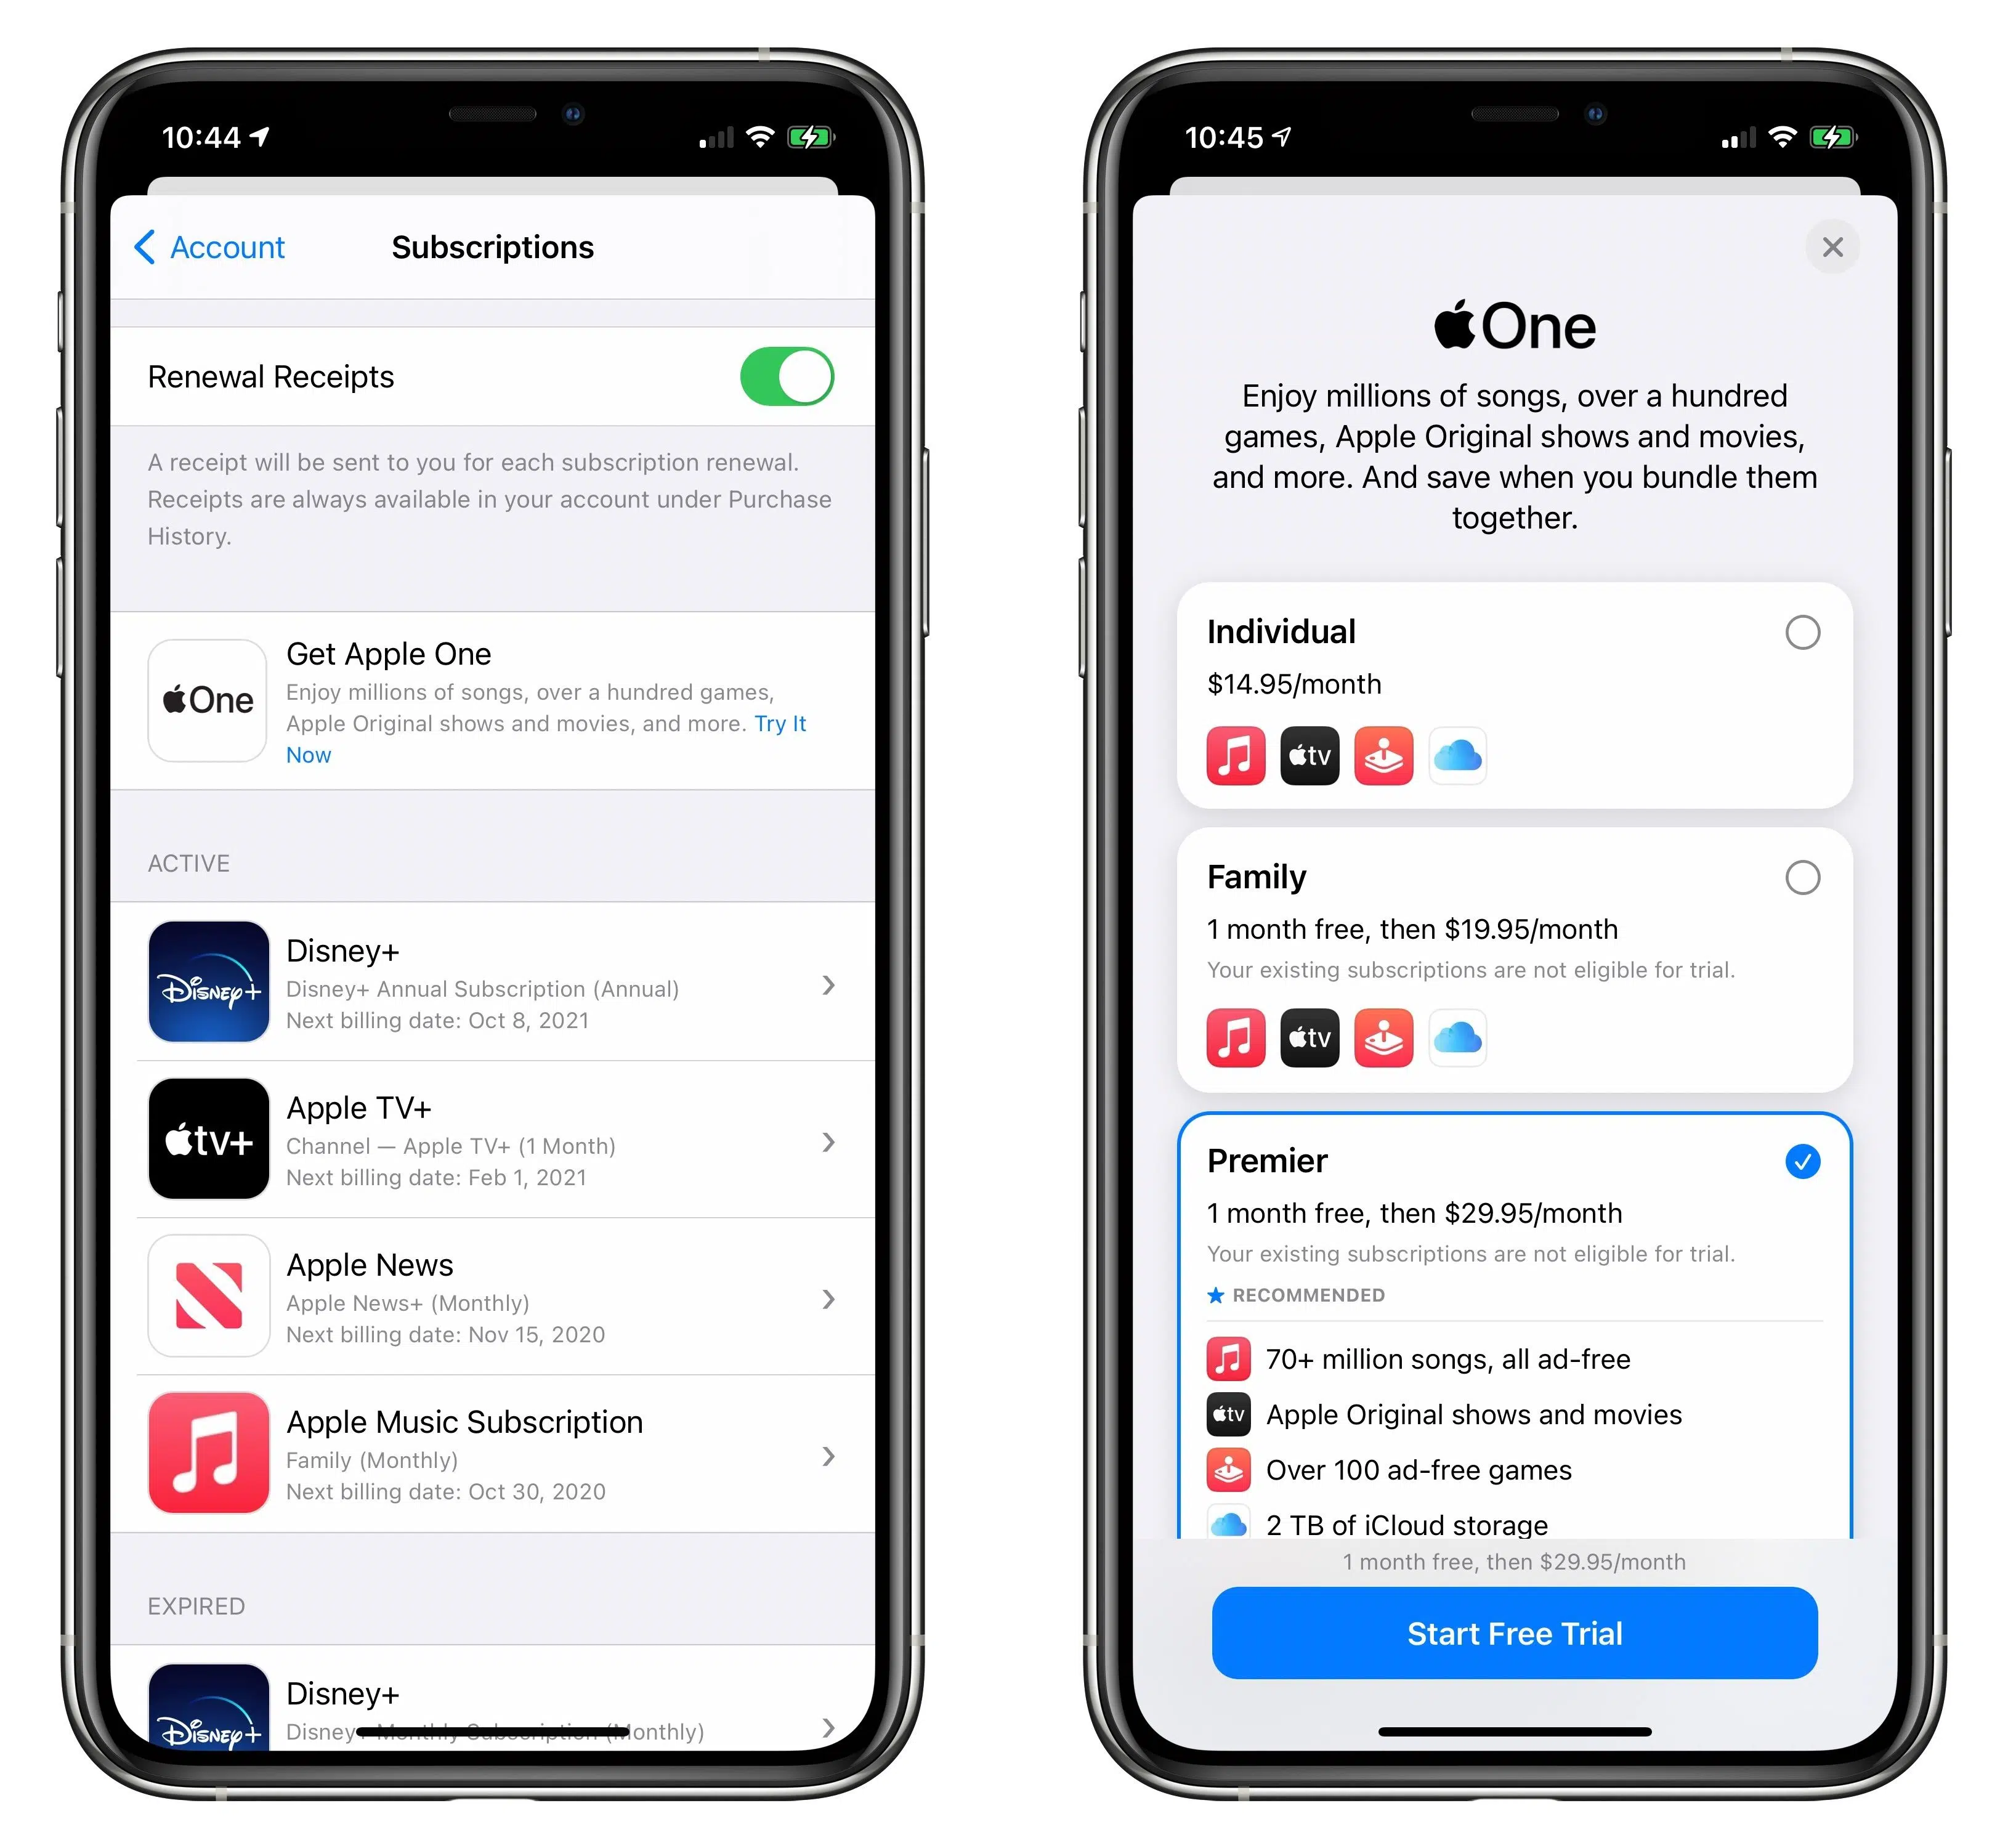 10:44
Account
Subscriptions
Renewal Receipts
A receipt will be sent to you for each subscription renewal.
Receipts are always available in your account under Purchase
History.
One
Get Apple One
Enjoy millions of songs, over a hundred games,
Apple Original shows and movies, and more. Try It
Now
ACTIVE
Disney+
Disney+
Disney+ Annual Subscription (Annual)
Next billing date: Oct 8, 2021
tv+
Apple TV+
Channel — Apple TV+ (1 Month)
Next billing date: Feb 1, 2021
Apple News
Apple News+ (Monthly)
Next billing date: Nov 15, 2020
Apple Music Subscription
Family (Monthly)
Next billing date: Oct 30, 2020
EXPIRED
Disney+
Disney+
Disney+ Monthly Subscription (Monthly)
10:45
One
Enjoy millions of songs, over a hundred
games, Apple Original shows and movies,
and more. And save when you bundle them
together.
Individual
$14.95/month
tv
Family
1 month free, then $19.95/month
Your existing subscriptions are not eligible for trial.
tv
Premier
1 month free, then $29.95/month
Your existing subscriptions are not eligible for trial.
RECOMMENDED
70+ million songs, all ad-free
tv
Apple Original shows and movies
Over 100 ad-free games
2 TB of iCloud storage
1 month free, then $29.95/month
Start Free Trial